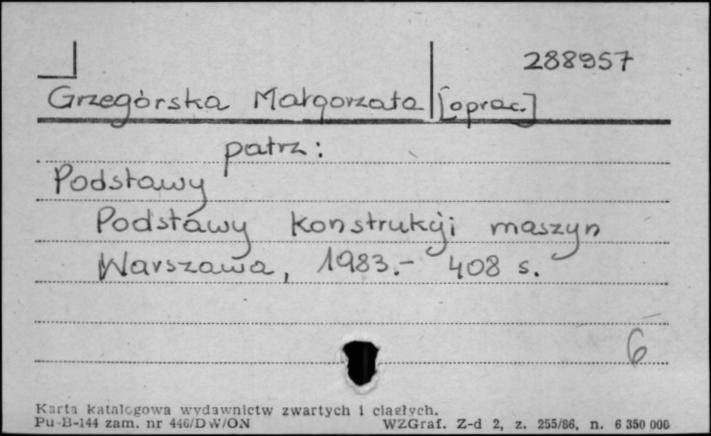 288957
Grzegórska Małgorzata [oprac.]
patrz:
Podstawy
Podstawy konstrukcji maszyn
Warszawa, 1983.- 408 s.
6
Karta katalogowa wydawnictw zwartych i ciągłych.
Pu-B-144 zam. nr 446/DW/ON WZGraf. Z-d 2, z. 255/86, n. 6 350 000